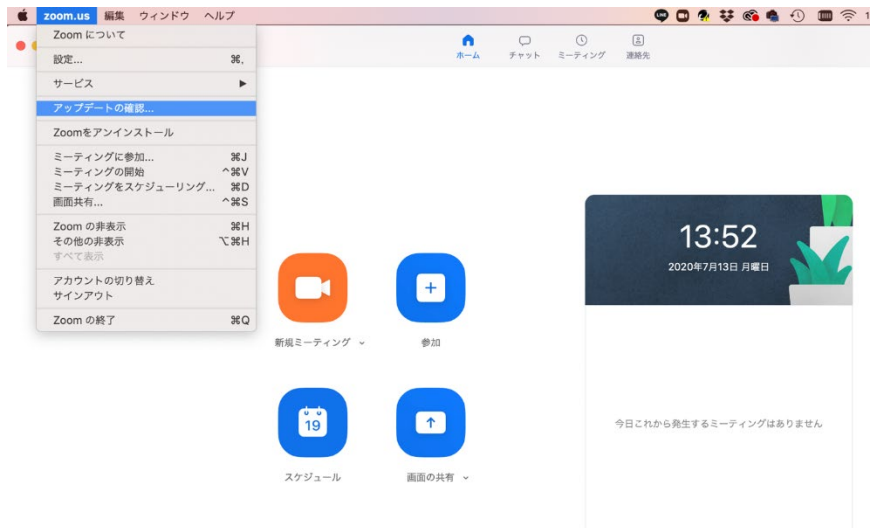 zoom.us 編集 ウィンドウ ヘルプ
LINE
1
Zoom について
設定... ⌘,
サービス ▶
アップデートの確認...
Zoomをアンインストール
ミーティングに参加... ⌘J
ミーティングの開始 ^⌘V
ミーティングをスケジューリング... ⌘D
画面共有... ^⌘S
Zoom の非表示 ⌘H
その他の非表示 ⌥⌘H
すべて表示
アカウントの切り替え
サインアウト
Zoom の終了 ⌘Q
ホーム チャット ミーティング 連絡先
新規ミーティング 参加
19
スケジュール 画面の共有
13:52
2020年7月13日 月曜日
今日これから発生するミーティングはありません